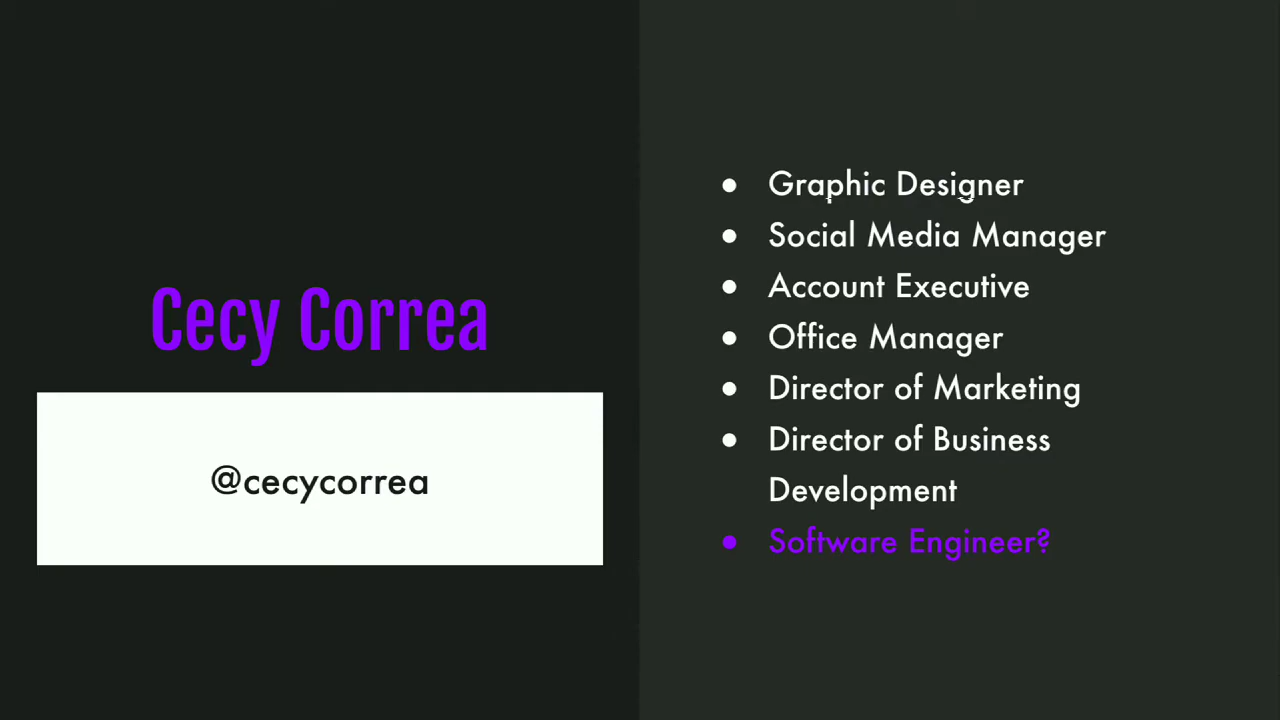 Cecy Correa
@cecycorrea
● Graphic Designer
● Social Media Manager
● Account Executive
● Office Manager
● Director of Marketing
● Director of Business
Development
● Software Engineer?